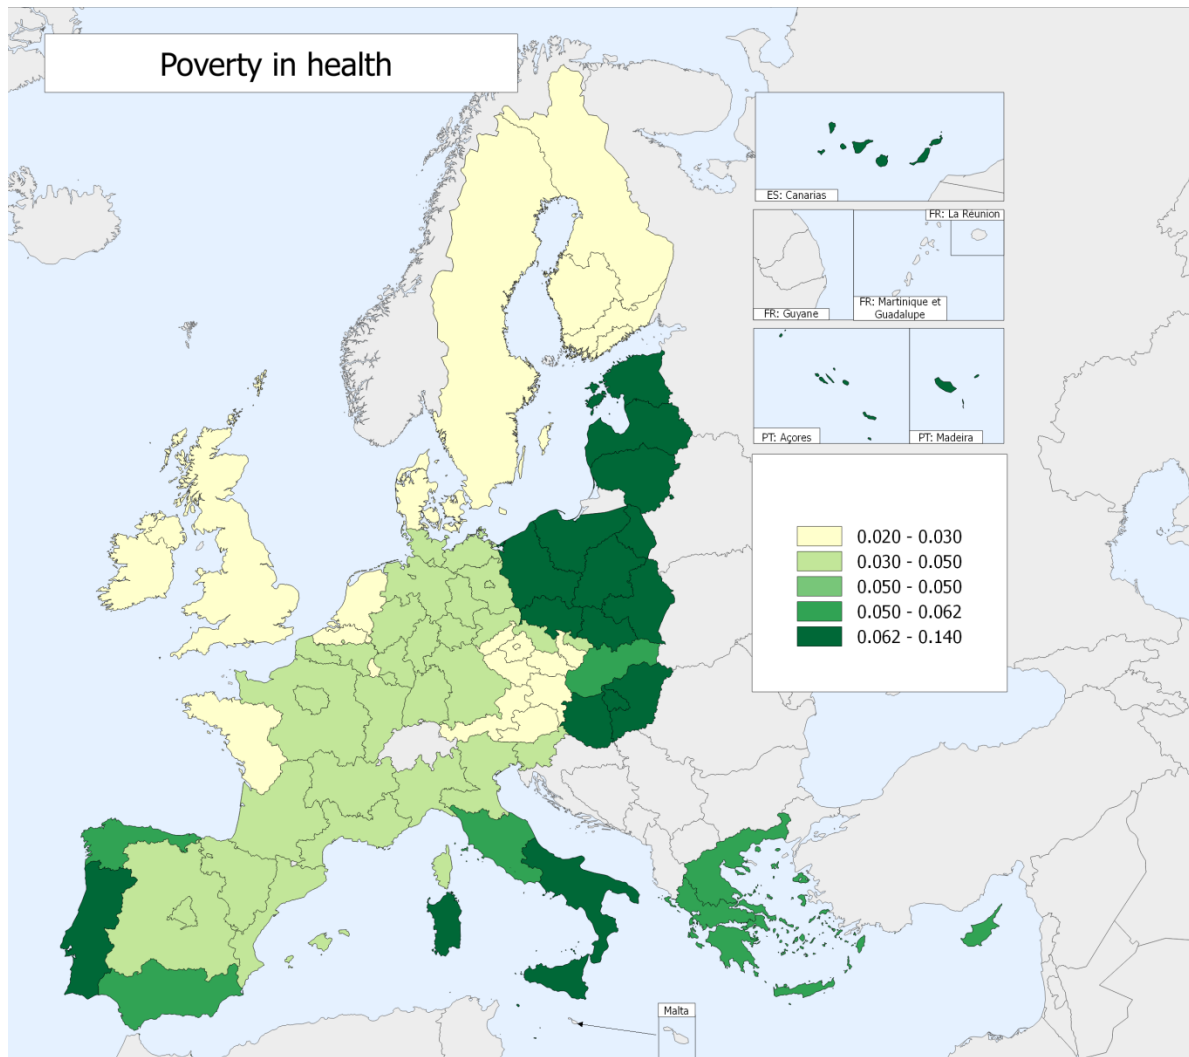 Poverty in health
ES: Canarias
FR: La Réunion
FR: Guyane
FR: Martinique et
Guadalupe
PT: Açores
PT: Madeira
0.020 - 0.030
0.030 - 0.050
0.050 - 0.050
0.050 - 0.062
0.062 - 0.140
Malta